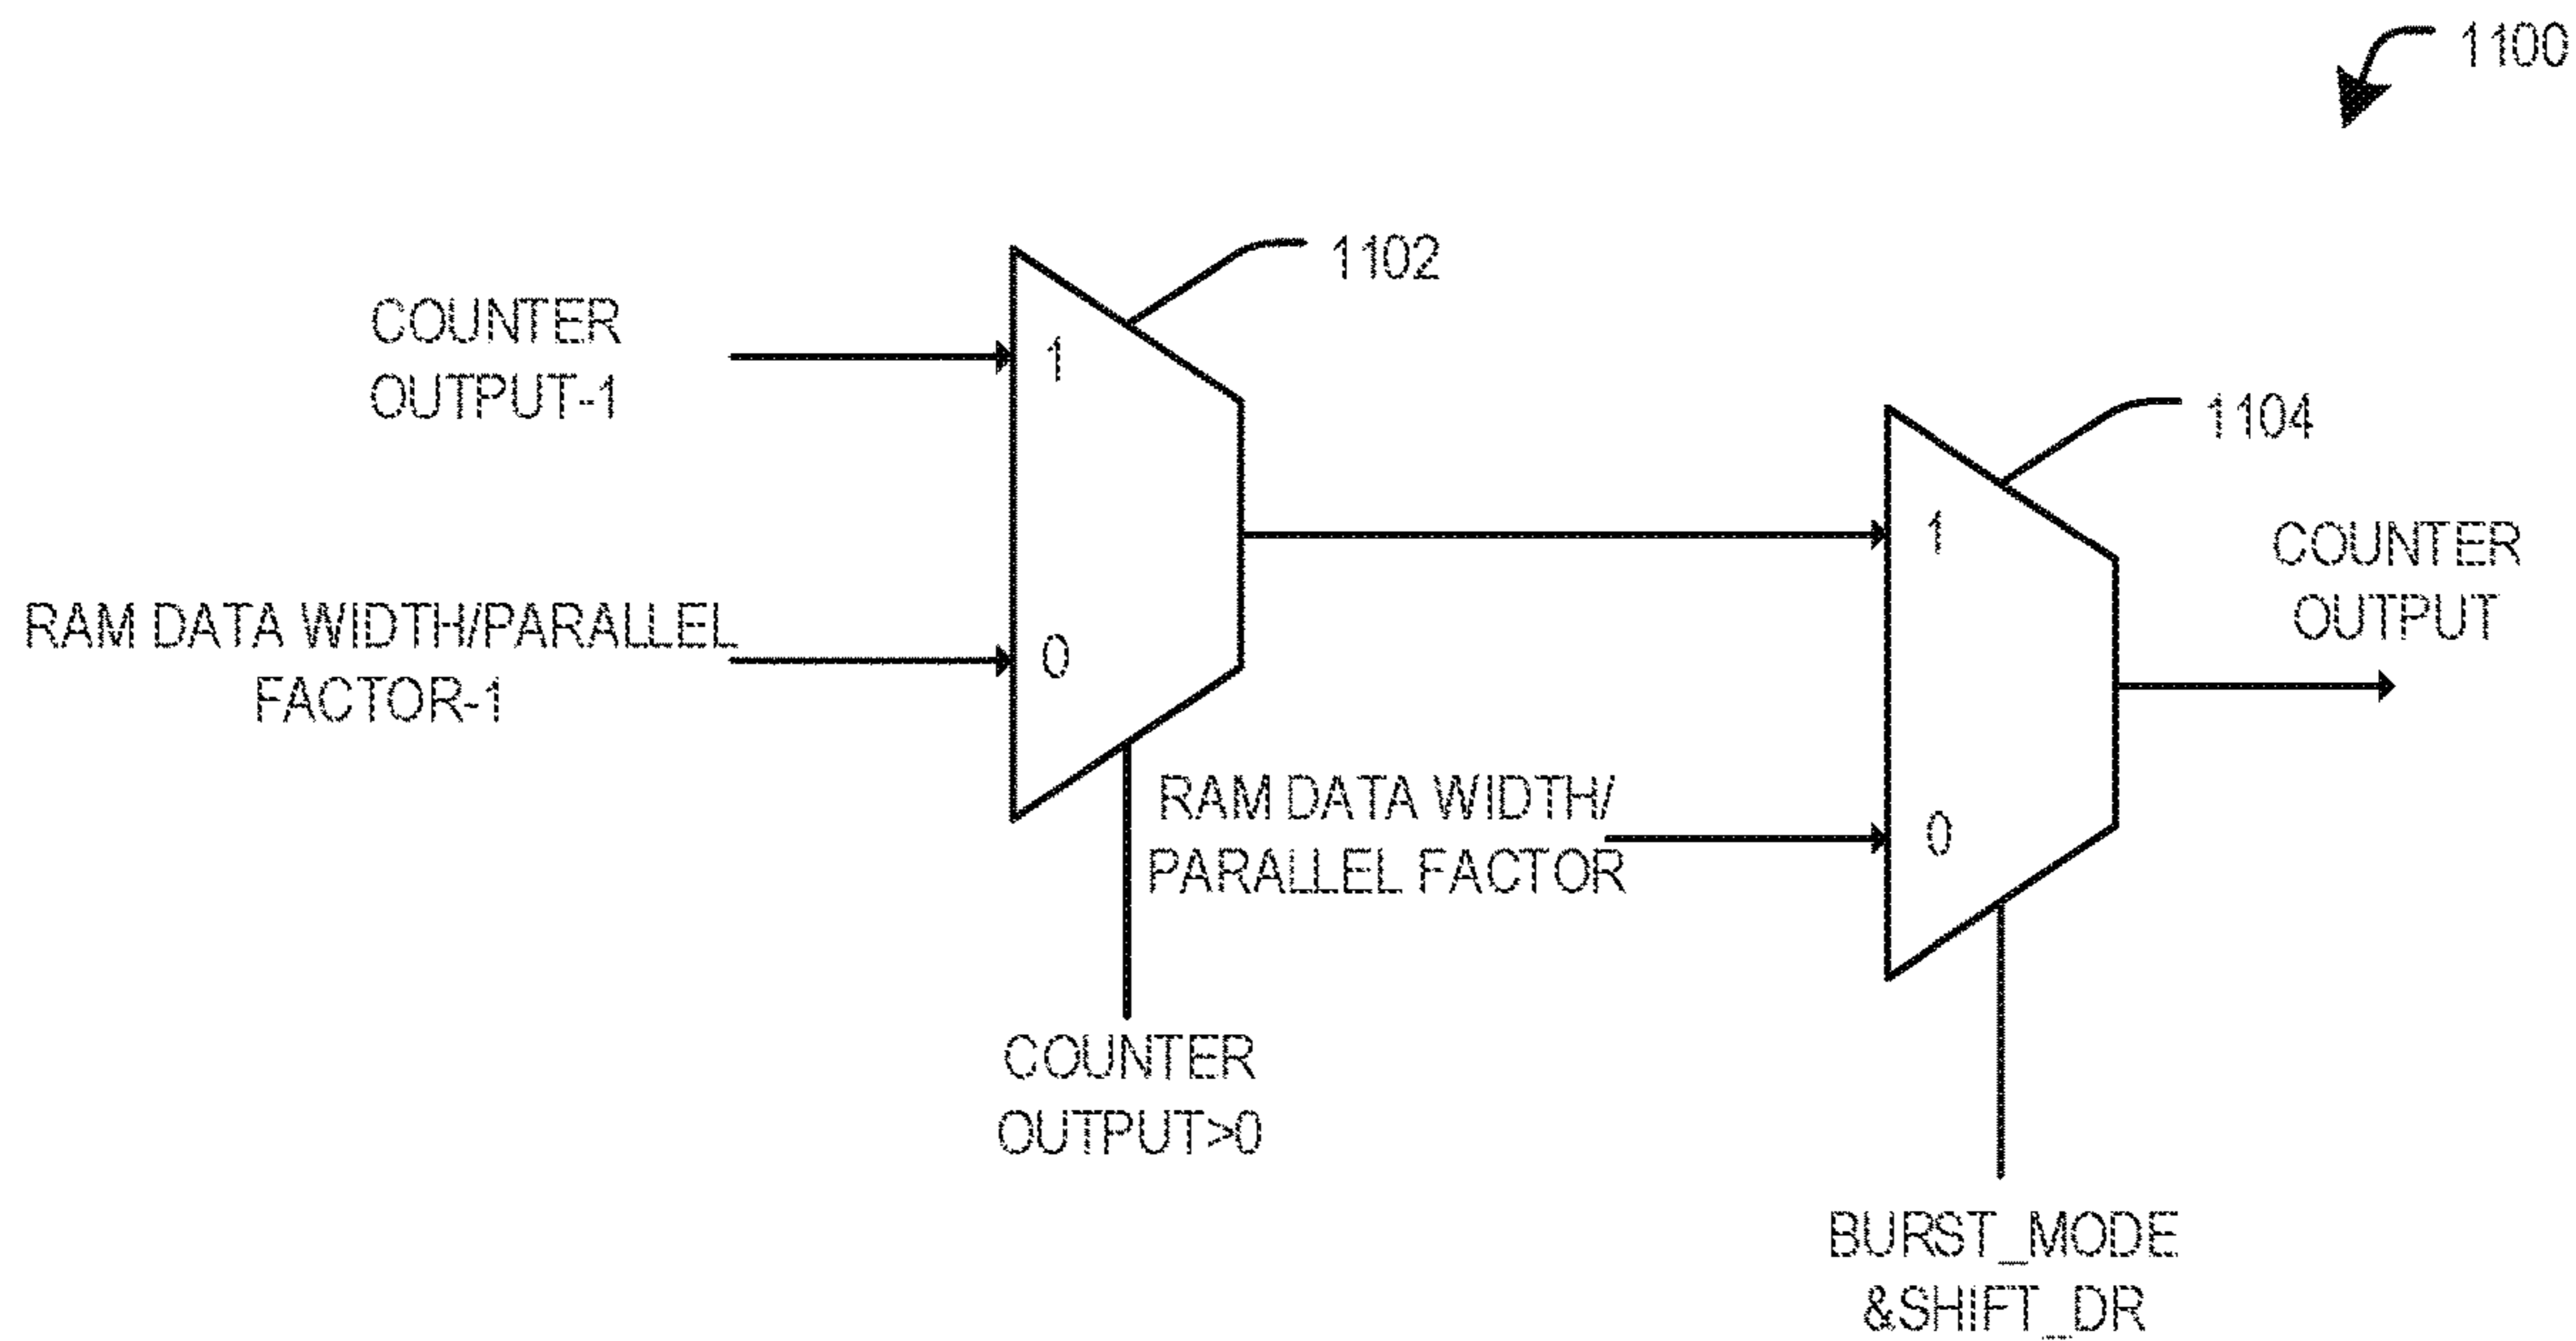 1100
1102
COUNTER
OUTPUT-1
1
1104
1
COUNTER
OUTPUT
RAM DATA WIDTH/PARALLEL
FACTOR-1
0
RAM DATA WIDTH/
PARALLEL FACTOR
0
COUNTER
OUTPUT>0
BURST_MODE
&SHIFT_DR